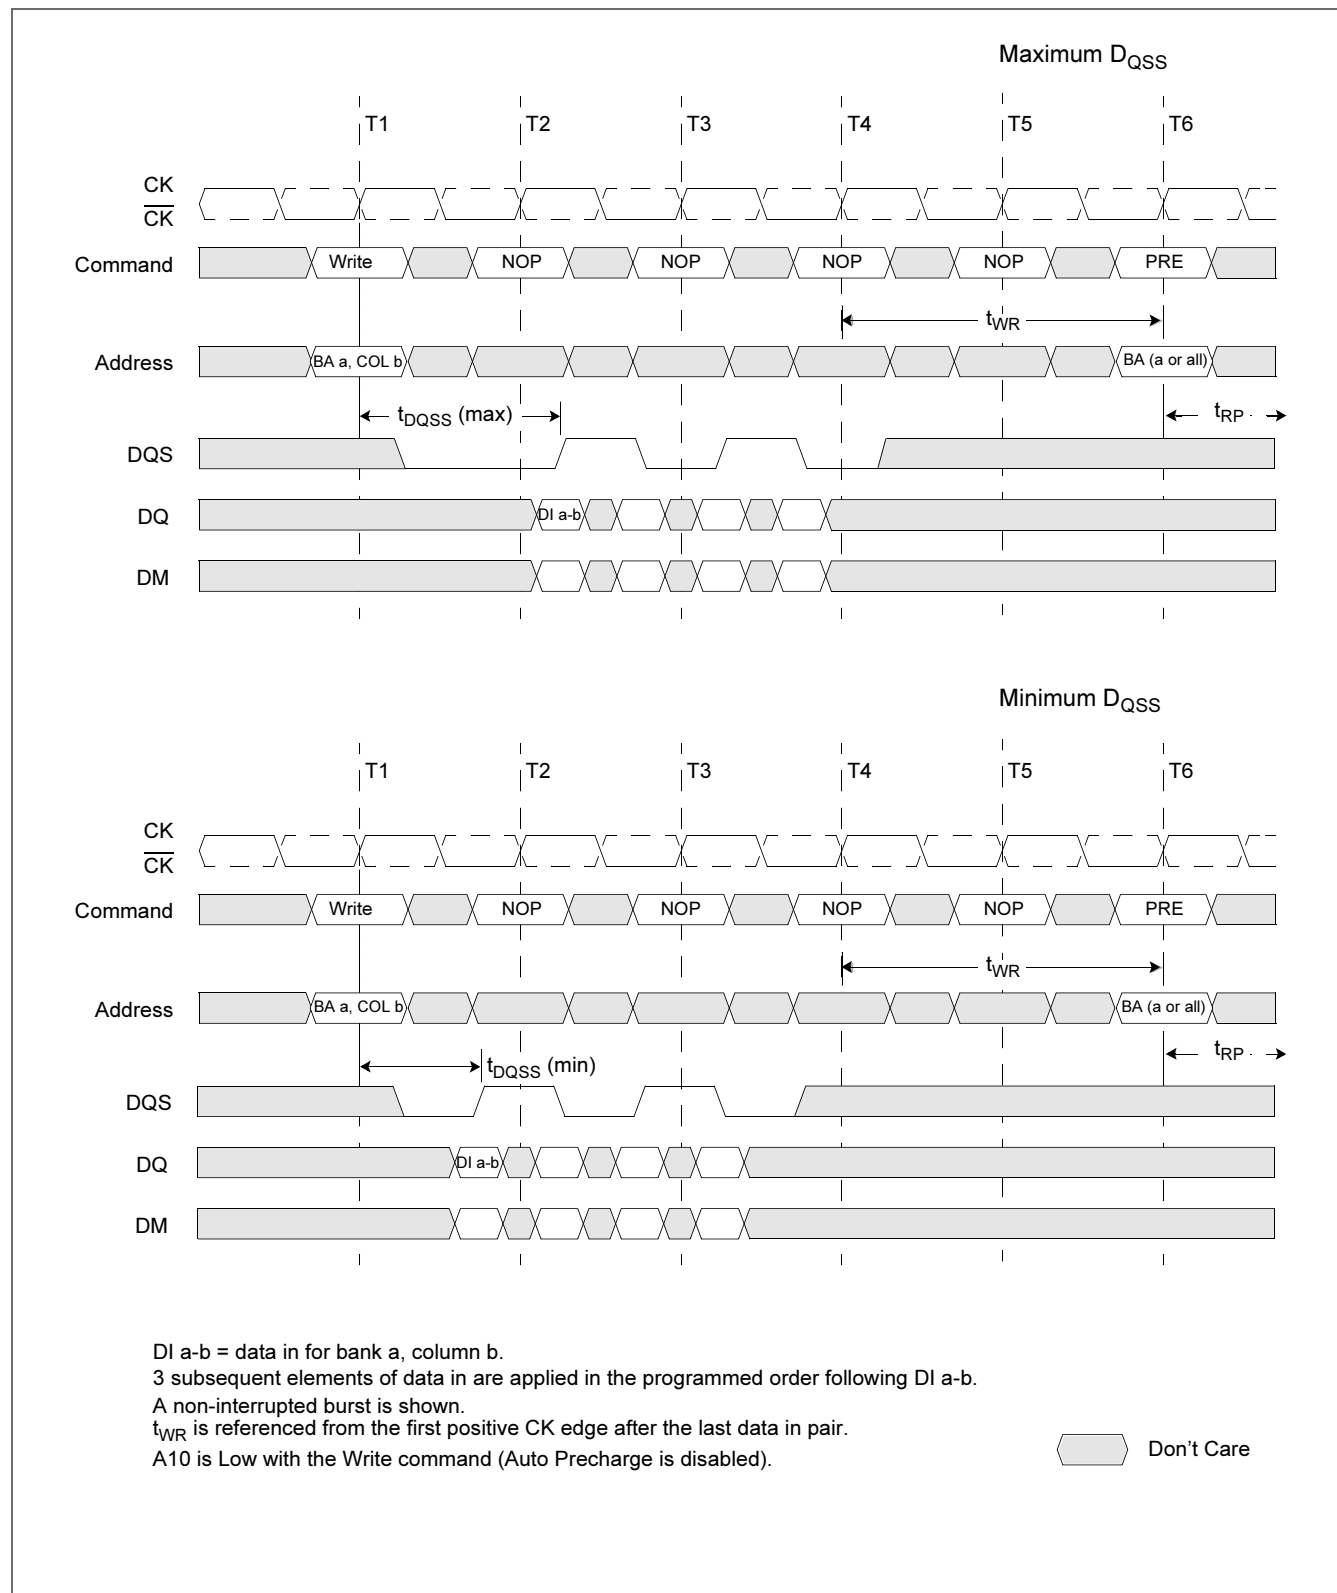 Maximum DQSS
T1 T2 T3 T4 T5 T6
CK
CK
Command Write NOP NOP NOP NOP PRE
tWR
Address BA a, COL b BA (a or all)
tDQSS (max) tRP
DQS
DQ DI a-b
DM
Minimum DQSS
T1 T2 T3 T4 T5 T6
CK
CK
Command Write NOP NOP NOP NOP PRE
tWR
Address BA a, COL b BA (a or all)
tDQSS (min) tRP
DQS
DQ DI a-b
DM
DI a-b = data in for bank a, column b.
3 subsequent elements of data in are applied in the programmed order following DI a-b.
A non-interrupted burst is shown.
tWR is referenced from the first positive CK edge after the last data in pair.
A10 is Low with the Write command (Auto Precharge is disabled).
Don't Care